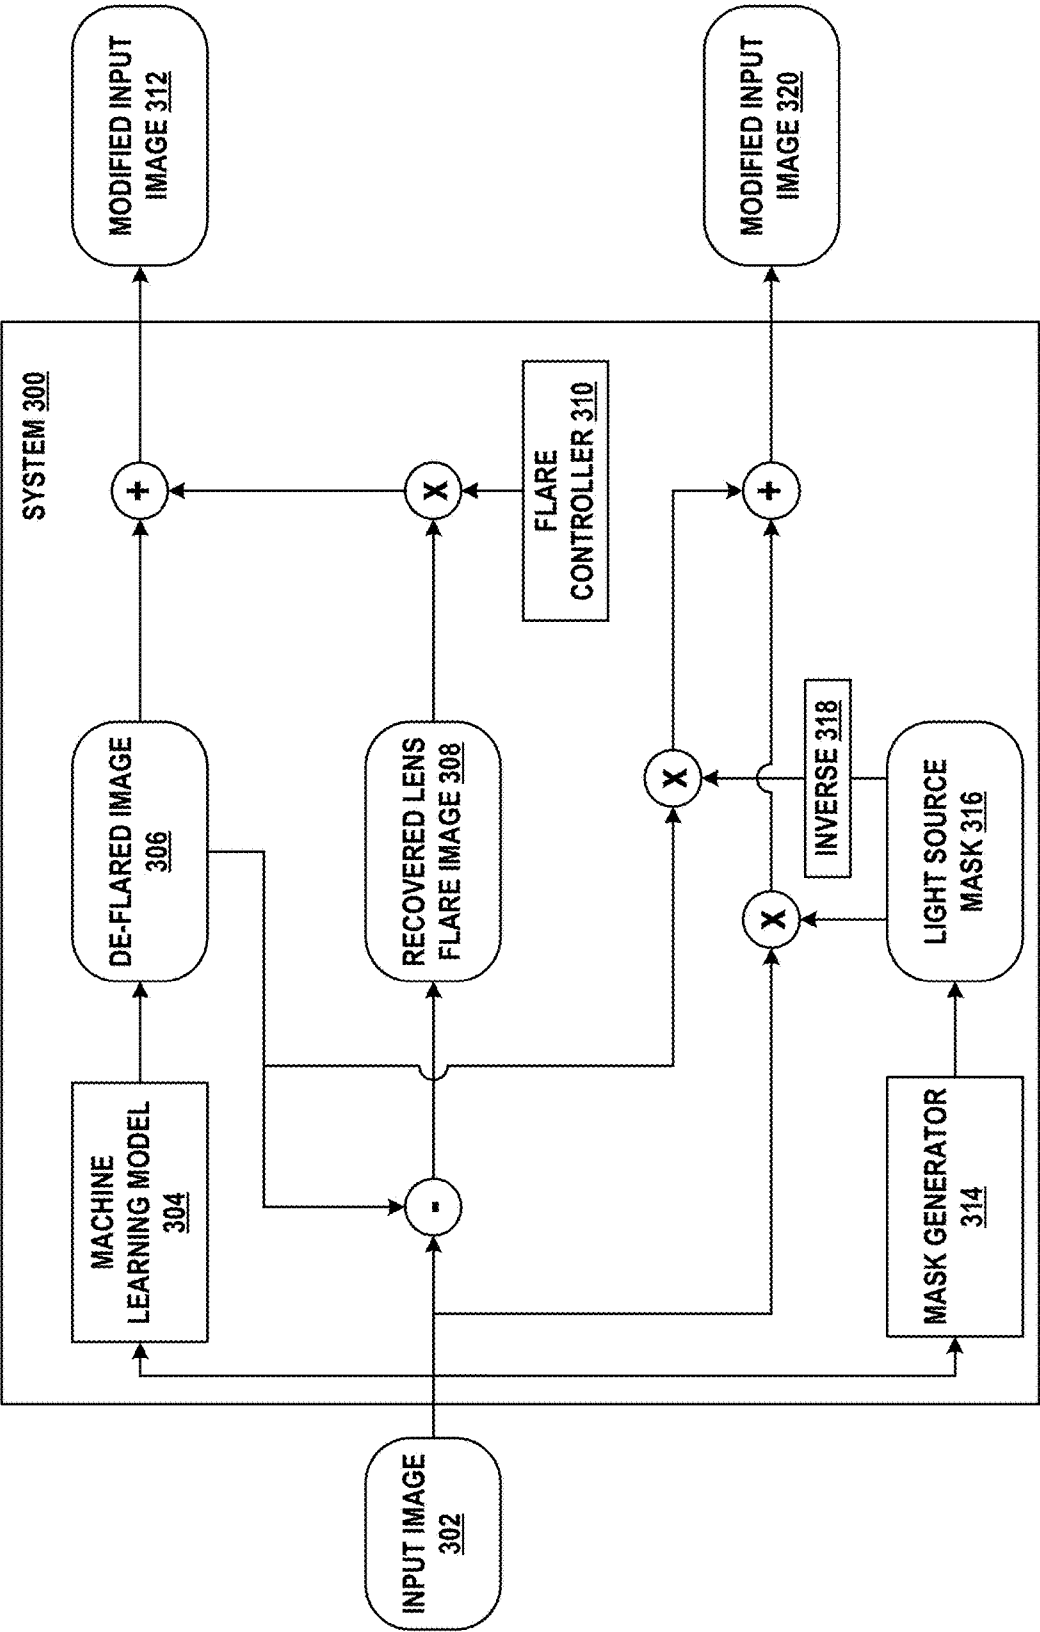 SYSTEM 300
INPUT IMAGE
302
MACHINE
LEARNING MODEL
304
DE-FLARED IMAGE
306
+
MODIFIED INPUT
IMAGE 312
-
RECOVERED LENS
FLARE IMAGE 308
X
FLARE
CONTROLLER 310
X
X
+
MODIFIED INPUT
IMAGE 320
INVERSE 318
MASK GENERATOR
314
LIGHT SOURCE
MASK 316